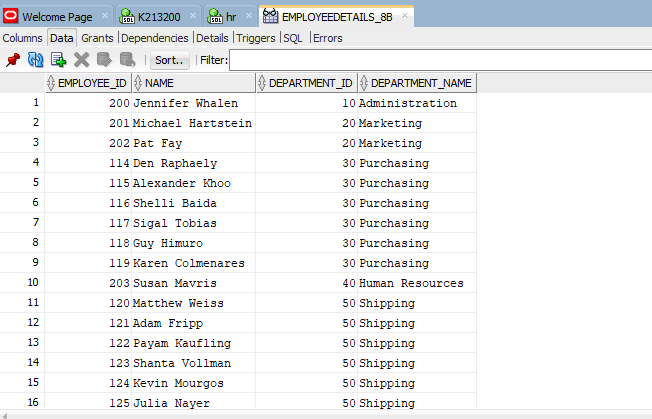 Welcome Page K213200 hr EMPLOYEEDETAILS_8B
Columns Data Grants Dependencies Details Triggers SQL Errors
Sort.. Filter:
EMPLOYEE_ID NAME DEPARTMENT_ID DEPARTMENT_NAME
1 200 Jennifer Whalen 10 Administration
2 201 Michael Hartstein 20 Marketing
3 202 Pat Fay 20 Marketing
4 114 Den Raphaely 30 Purchasing
5 115 Alexander Khoo 30 Purchasing
6 116 Shelli Baida 30 Purchasing
7 117 Sigal Tobias 30 Purchasing
8 118 Guy Himuro 30 Purchasing
9 119 Karen Colmenares 30 Purchasing
10 203 Susan Mavris 40 Human Resources
11 120 Matthew Weiss 50 Shipping
12 121 Adam Fripp 50 Shipping
13 122 Payam Kaufling 50 Shipping
14 123 Shanta Vollman 50 Shipping
15 124 Kevin Mourgos 50 Shipping
16 125 Julia Nayer 50 Shipping